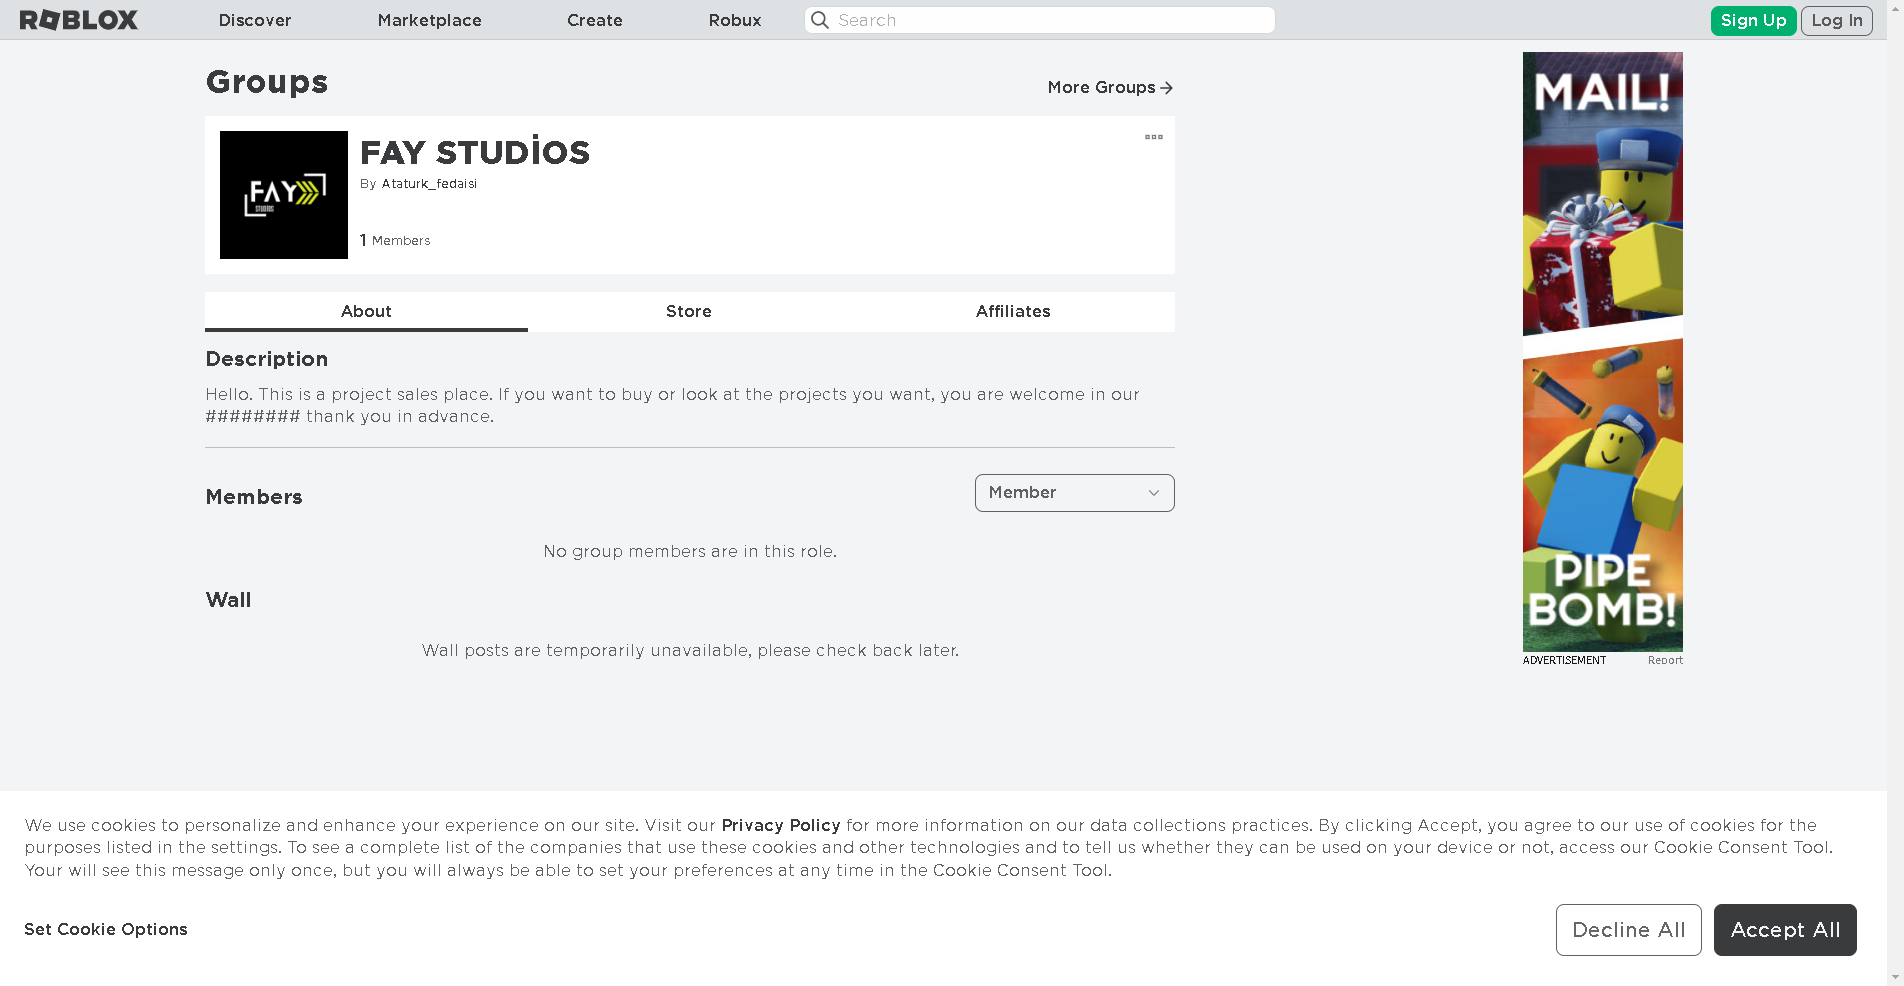 ROBLOX
Discover
Marketplace
Create
Robux
Search
Sign Up
Log In
Groups
More Groups
FAY
STUDIOS
FAY STUDİOS
By Ataturk_fedaisi
1 Members
About
Store
Affiliates
Description
Hello. This is a project sales place. If you want to buy or look at the projects you want, you are welcome in our
######## thank you in advance.
Members
Member
No group members are in this role.
Wall
Wall posts are temporarily unavailable, please check back later.
MAIL!
PIPE
BOMB!
ADVERTISEMENT
Report
We use cookies to personalize and enhance your experience on our site. Visit our Privacy Policy for more information on our data collections practices. By clicking Accept, you agree to our use of cookies for the
purposes listed in the settings. To see a complete list of the companies that use these cookies and other technologies and to tell us whether they can be used on your device or not, access our Cookie Consent Tool.
Your will see this message only once, but you will always be able to set your preferences at any time in the Cookie Consent Tool.
Set Cookie Options
Decline All
Accept All